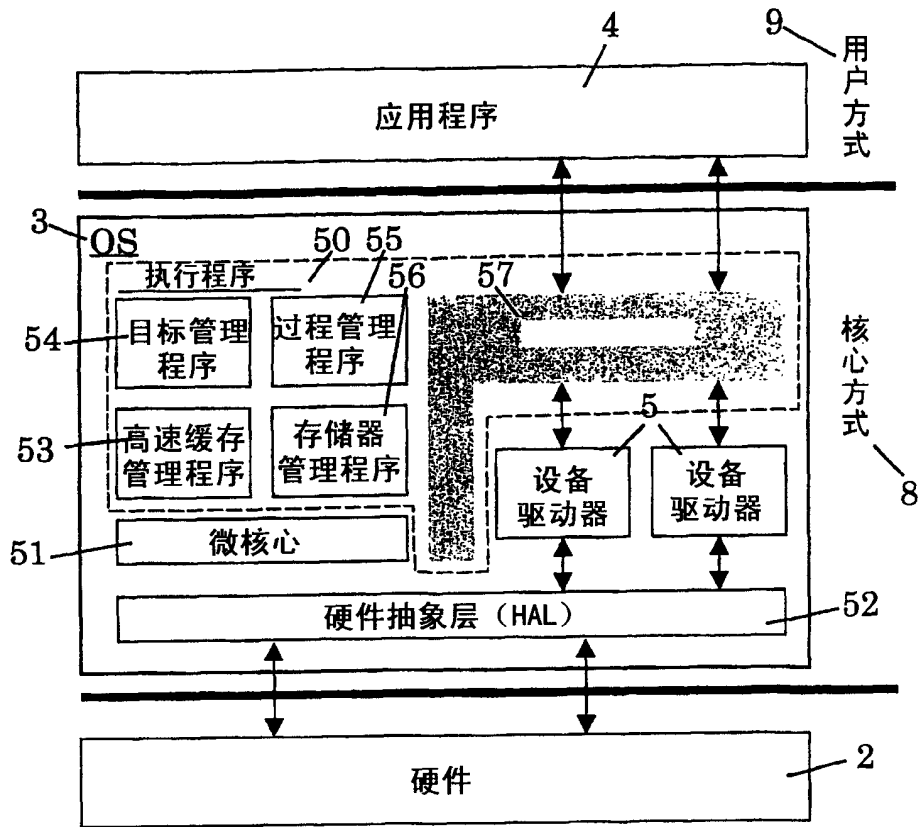 4
9
用户方式
应用程序
3
OS
执行程序
50
55
56
57
54
目标管理
程序
过程管理
程序
核心方式
53
高速缓存
管理程序
存储器
管理程序
5
设备
驱动器
设备
驱动器
8
51
微核心
硬件抽象层（HAL）
52
硬件
2